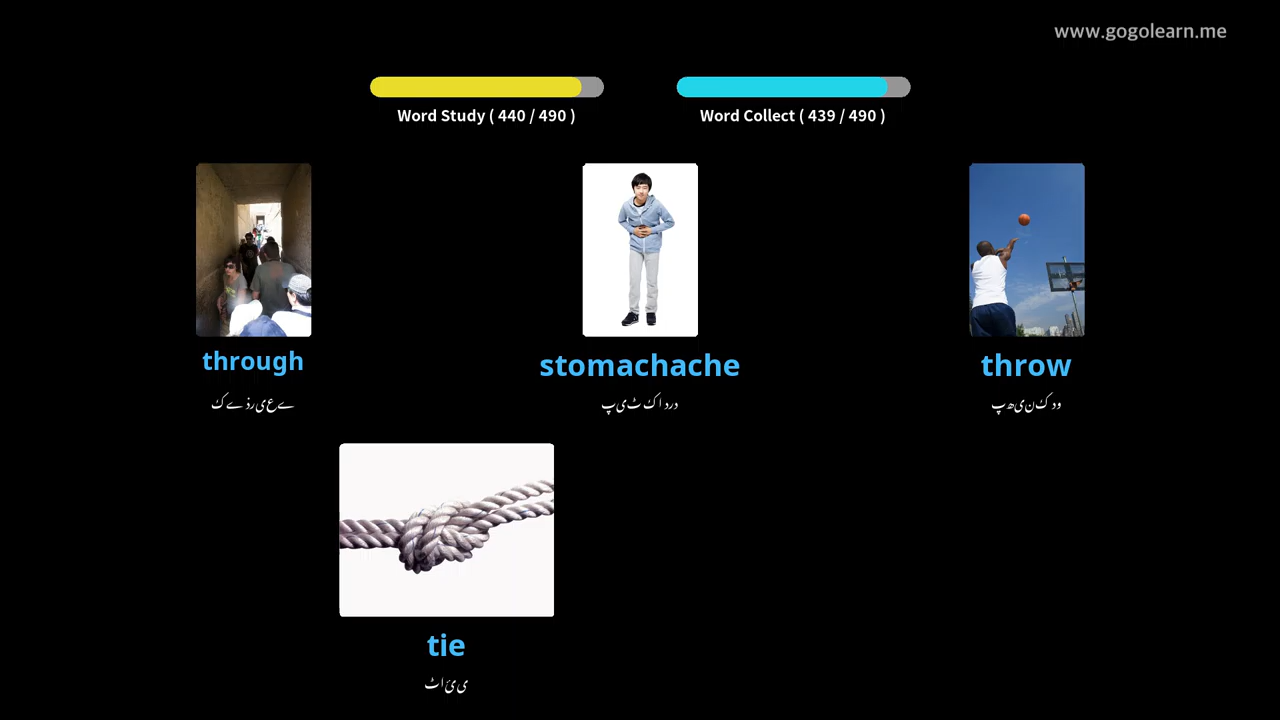 www.gogolearn.me
Word Study ( 440 / 490 )
Word Collect ( 439 / 490 )
through
stomachache
throw
کے ذریعے
پیٹ کا درد
پھینک دو
tie
ٹائی